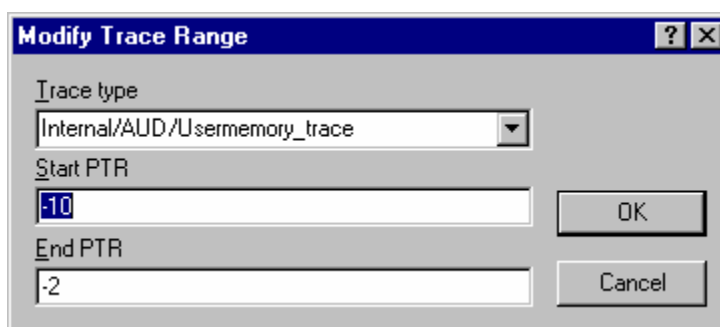 Modify Trace Range
Trace type
Internal/AUD/Usermemory_trace
Start PTR
-10
OK
End PTR
-2
Cancel